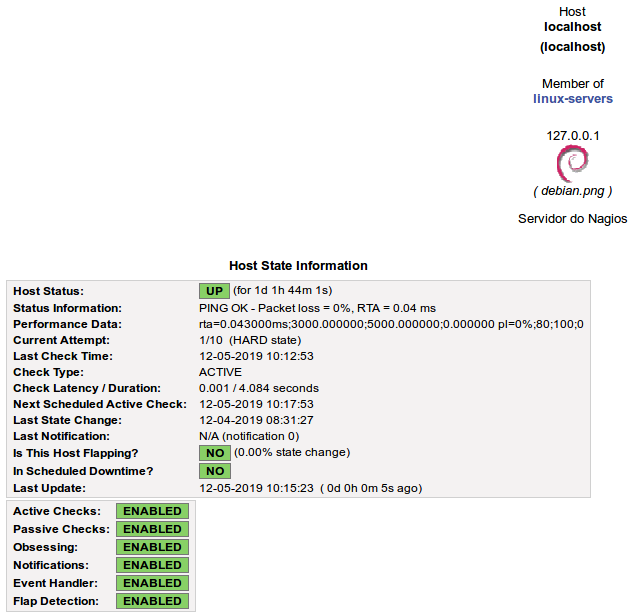 Host
localhost
(localhost)
Member of
linux-servers
127.0.0.1
( debian.png )
Servidor do Nagios
Host State Information
Host Status: UP (for 1d 1h 44m 1s)
Status Information: PING OK - Packet loss = 0%, RTA = 0.04 ms
Performance Data: rta=0.043000ms;3000.000000;5000.000000;0.000000 pl=0%;80;100;0
Current Attempt: 1/10 (HARD state)
Last Check Time: 12-05-2019 10:12:53
Check Type: ACTIVE
Check Latency / Duration: 0.001 / 4.084 seconds
Next Scheduled Active Check: 12-05-2019 10:17:53
Last State Change: 12-04-2019 08:31:27
Last Notification: N/A (notification 0)
Is This Host Flapping? NO (0.00% state change)
In Scheduled Downtime? NO
Last Update: 12-05-2019 10:15:23 ( 0d 0h 0m 5s ago)
Active Checks: ENABLED
Passive Checks: ENABLED
Obsessing: ENABLED
Notifications: ENABLED
Event Handler: ENABLED
Flap Detection: ENABLED